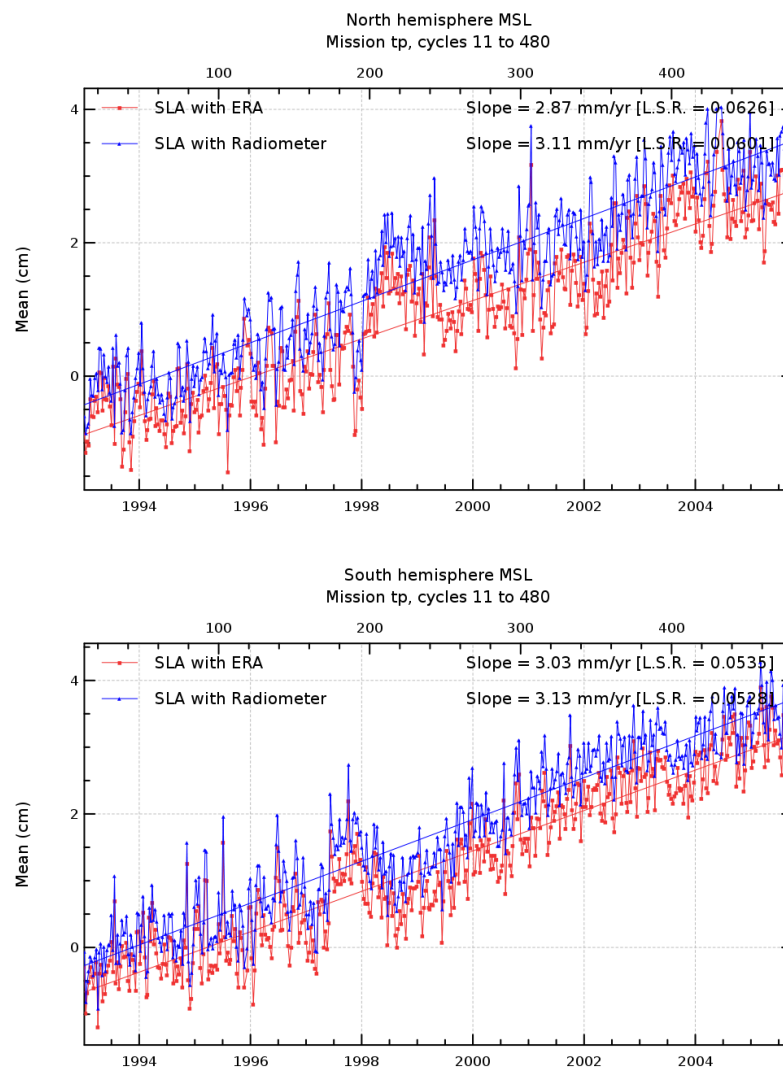 North hemisphere MSL
Mission tp, cycles 11 to 480
100 200 300 400
SLA with ERA Slope = 2.87 mm/yr [L.S.R. = 0.0626]
SLA with Radiometer Slope = 3.11 mm/yr [L.S.R. = 0.0601]
4
2
0
Mean (cm)
1994 1996 1998 2000 2002 2004
South hemisphere MSL
Mission tp, cycles 11 to 480
100 200 300 400
SLA with ERA Slope = 3.03 mm/yr [L.S.R. = 0.0535]
SLA with Radiometer Slope = 3.13 mm/yr [L.S.R. = 0.0528]
4
2
0
Mean (cm)
1994 1996 1998 2000 2002 2004